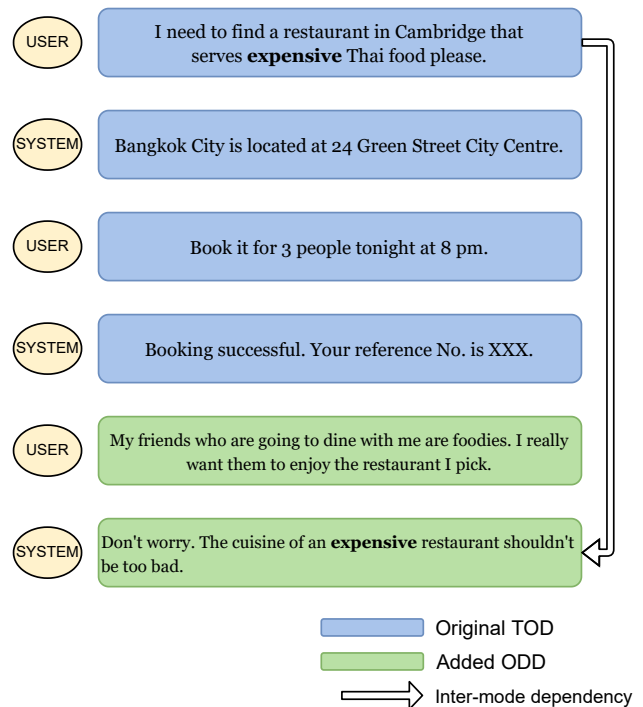 USER
I need to find a restaurant in Cambridge that
serves expensive Thai food please.
SYSTEM
Bangkok City is located at 24 Green Street City Centre.
USER
Book it for 3 people tonight at 8 pm.
SYSTEM
Booking successful. Your reference No. is XXX.
USER
My friends who are going to dine with me are foodies. I really
want them to enjoy the restaurant I pick.
SYSTEM
Don't worry. The cuisine of an expensive restaurant shouldn't
be too bad.
Original TOD
Added ODD
Inter-mode dependency